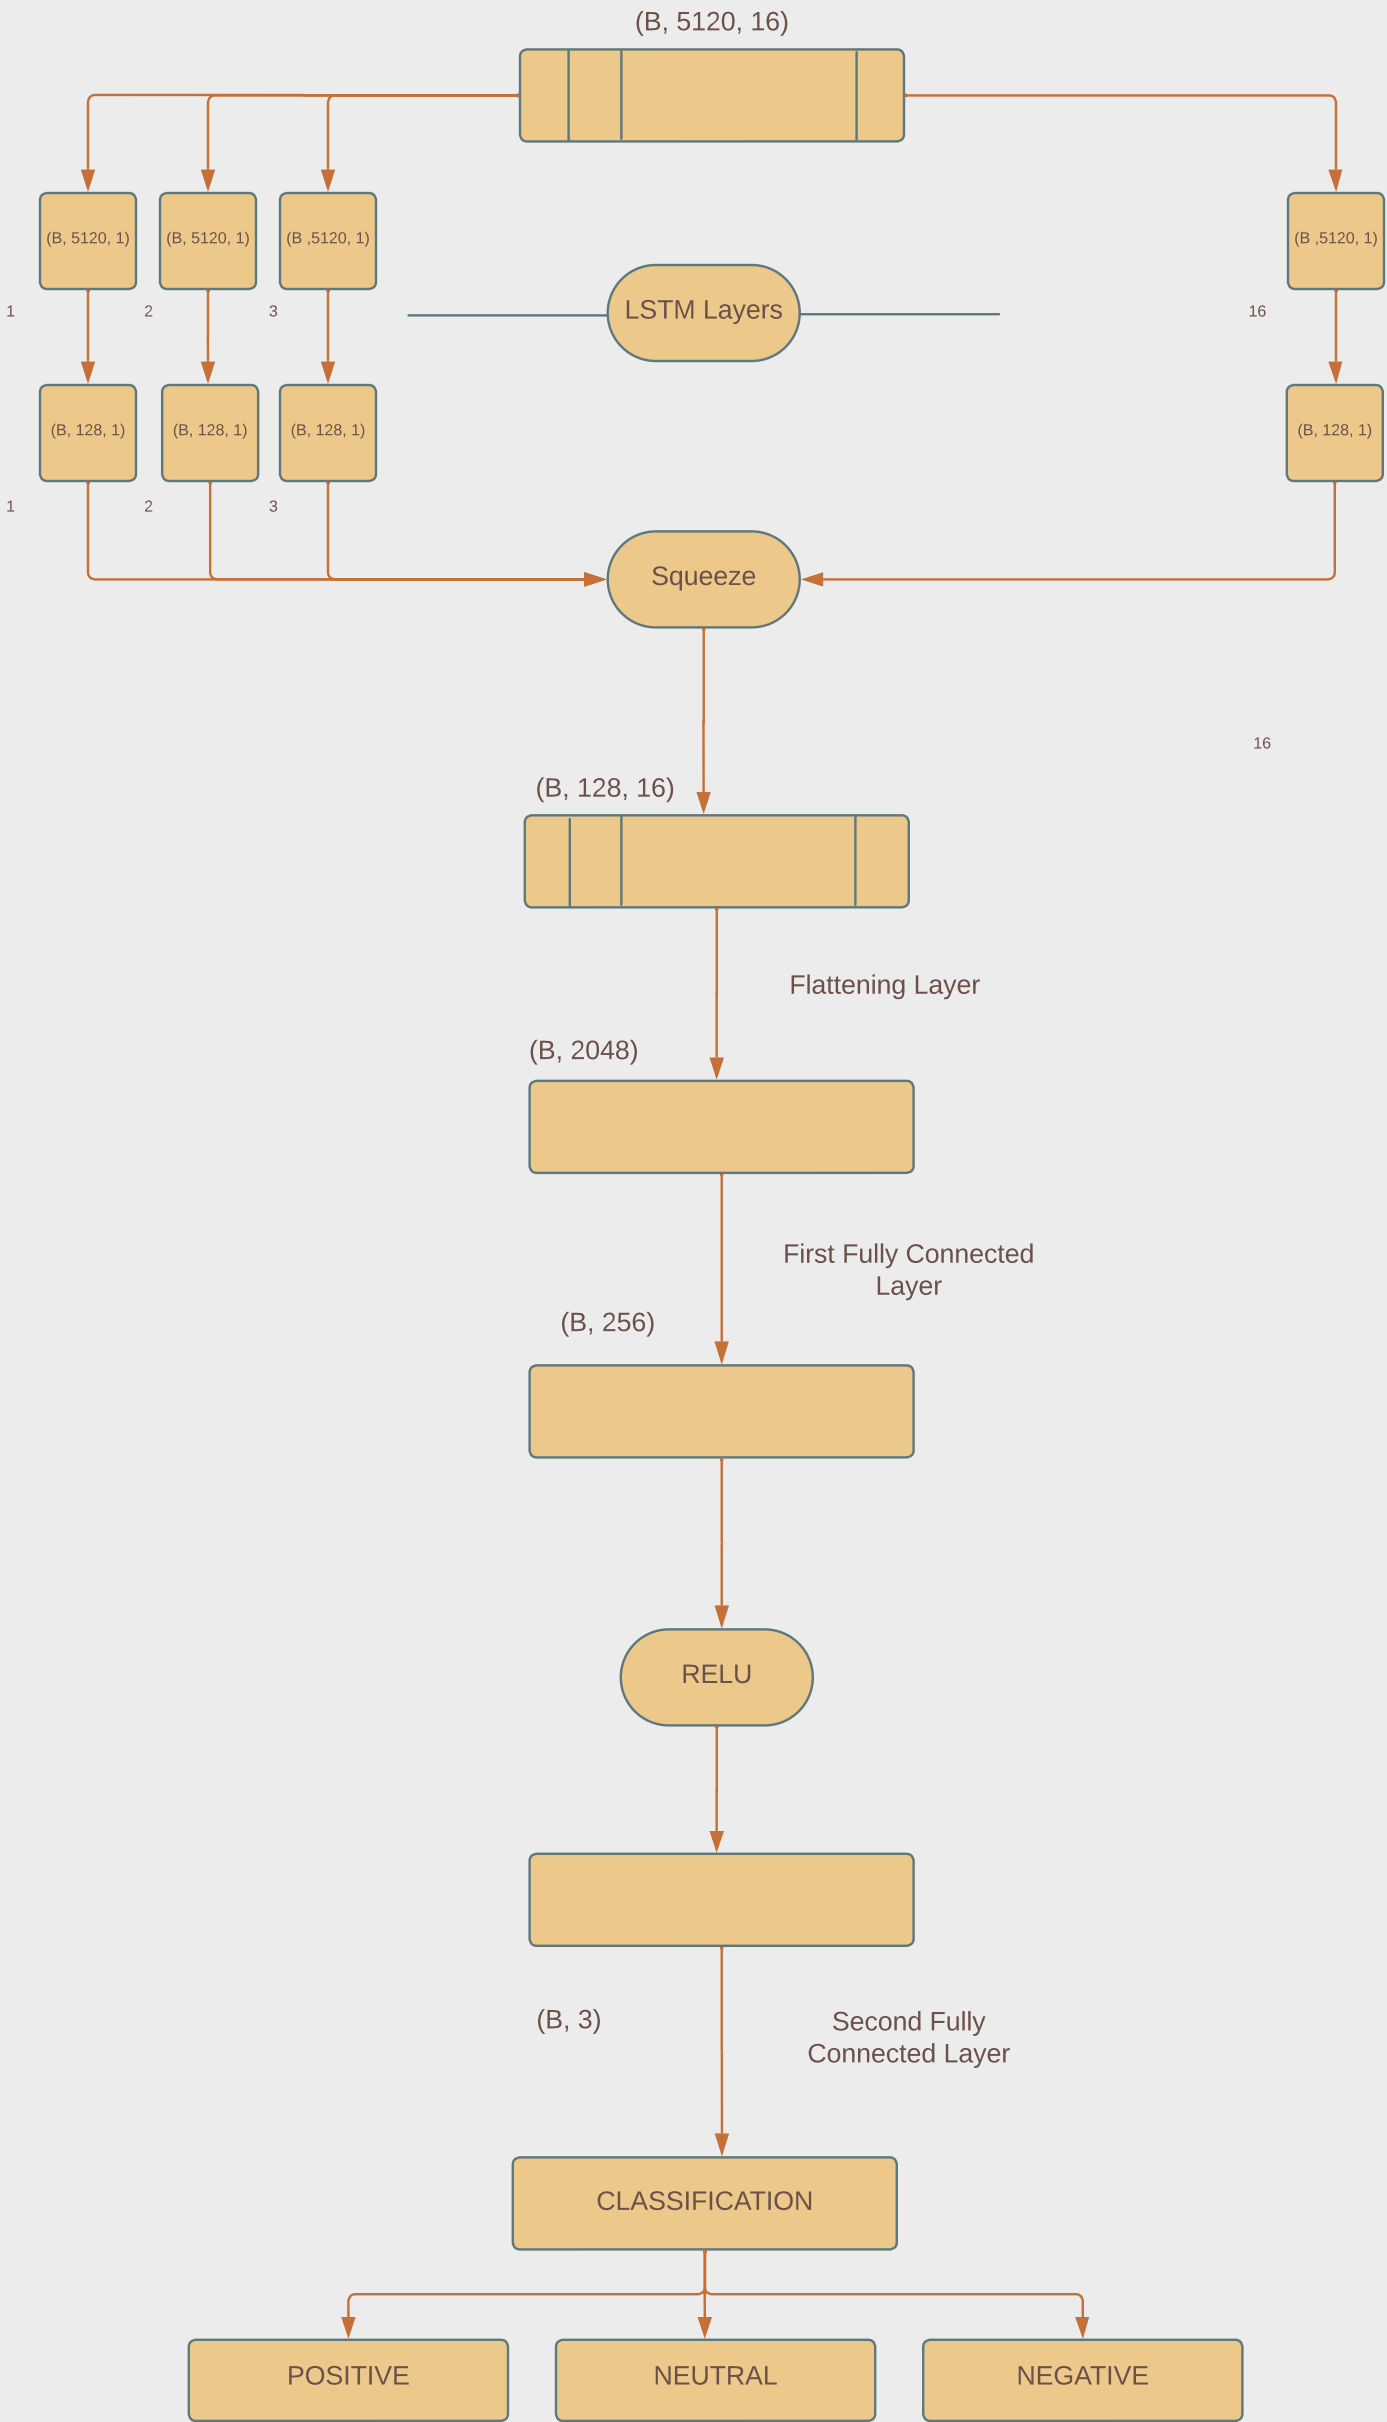 (B, 5120, 16)
(B, 5120, 1)
(B, 5120, 1)
(B ,5120, 1)
(B ,5120, 1)
1
2
3
LSTM Layers
16
(B, 128, 1)
(B, 128, 1)
(B, 128, 1)
(B, 128, 1)
1
2
3
Squeeze
16
(B, 128, 16)
Flattening Layer
(B, 2048)
First Fully Connected
Layer
(B, 256)
RELU
(B, 3)
Second Fully
Connected Layer
CLASSIFICATION
POSITIVE
NEUTRAL
NEGATIVE